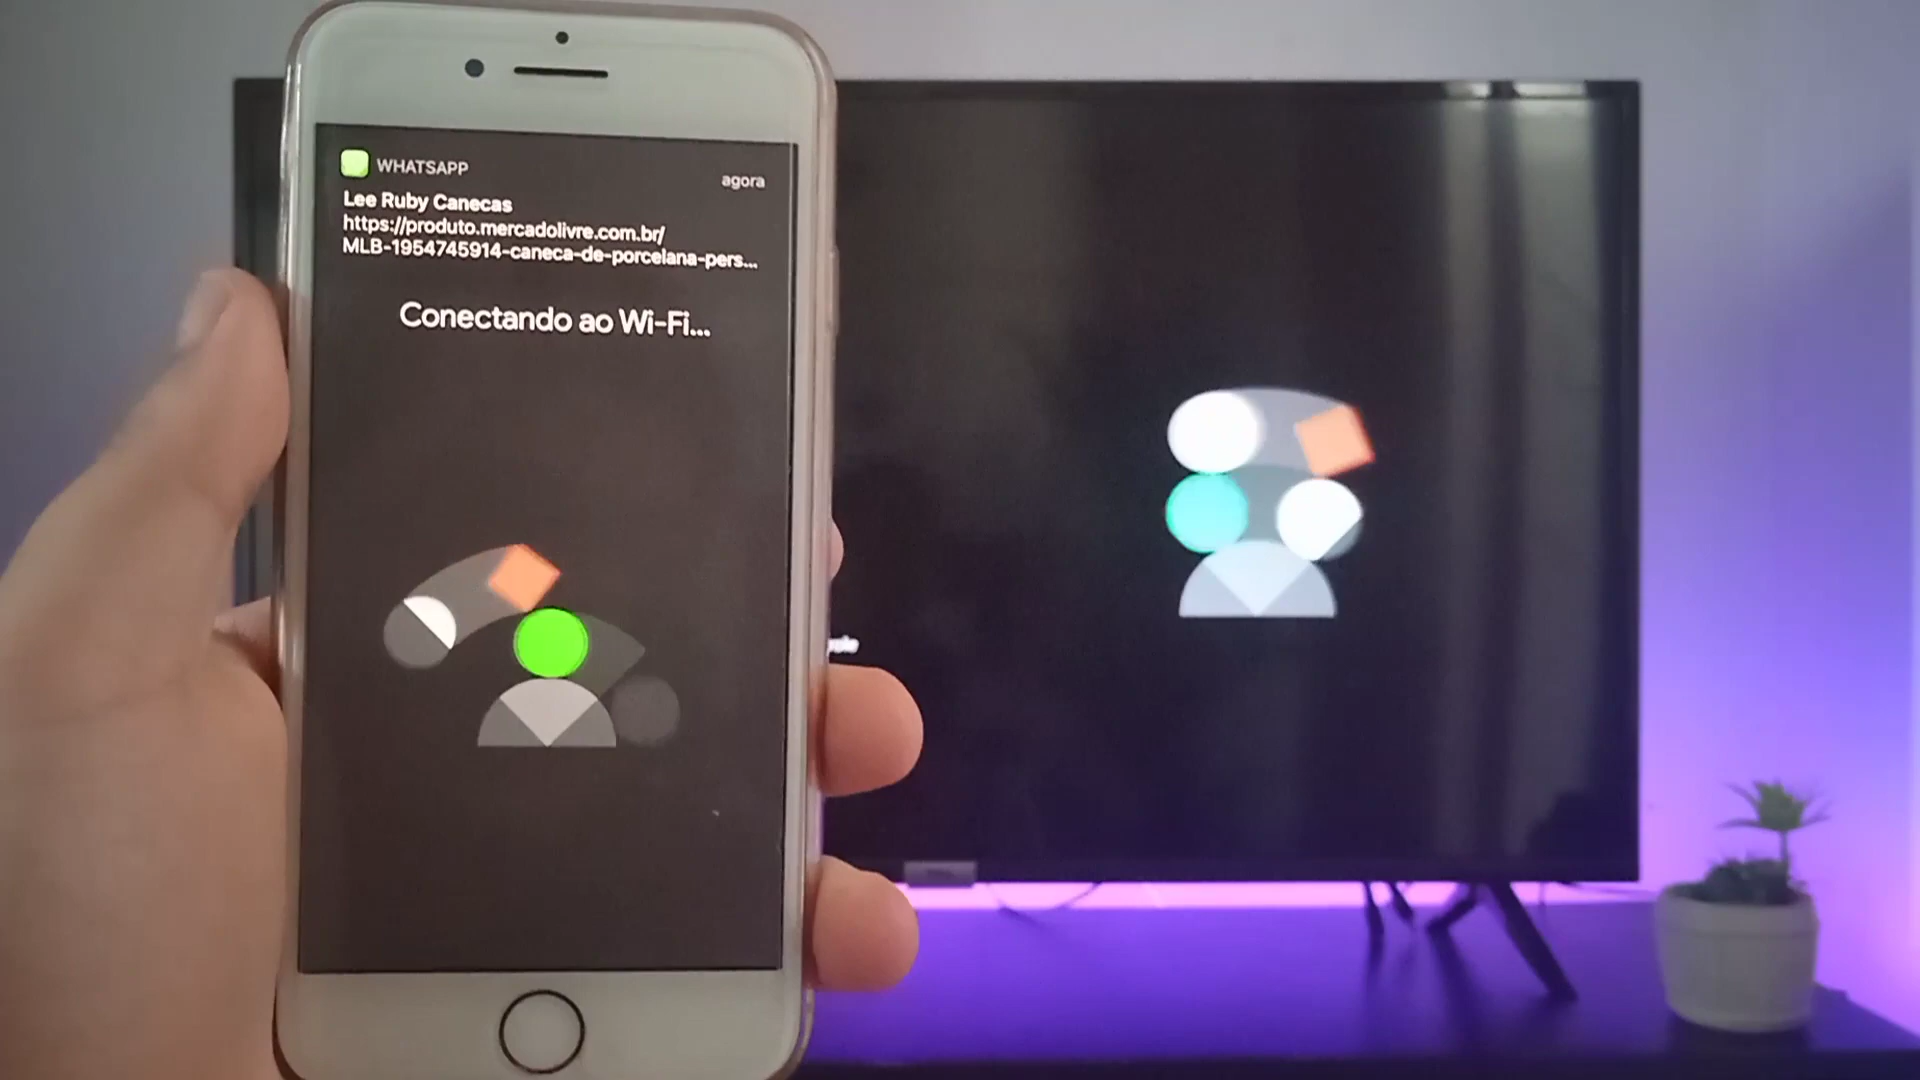 WHATSAPP
agora
Lee Ruby Canecas
https://produto.mercadolivre.com.br/
MLB-1954745914-caneca-de-porcelana-pers...
Conectando ao Wi-Fi...